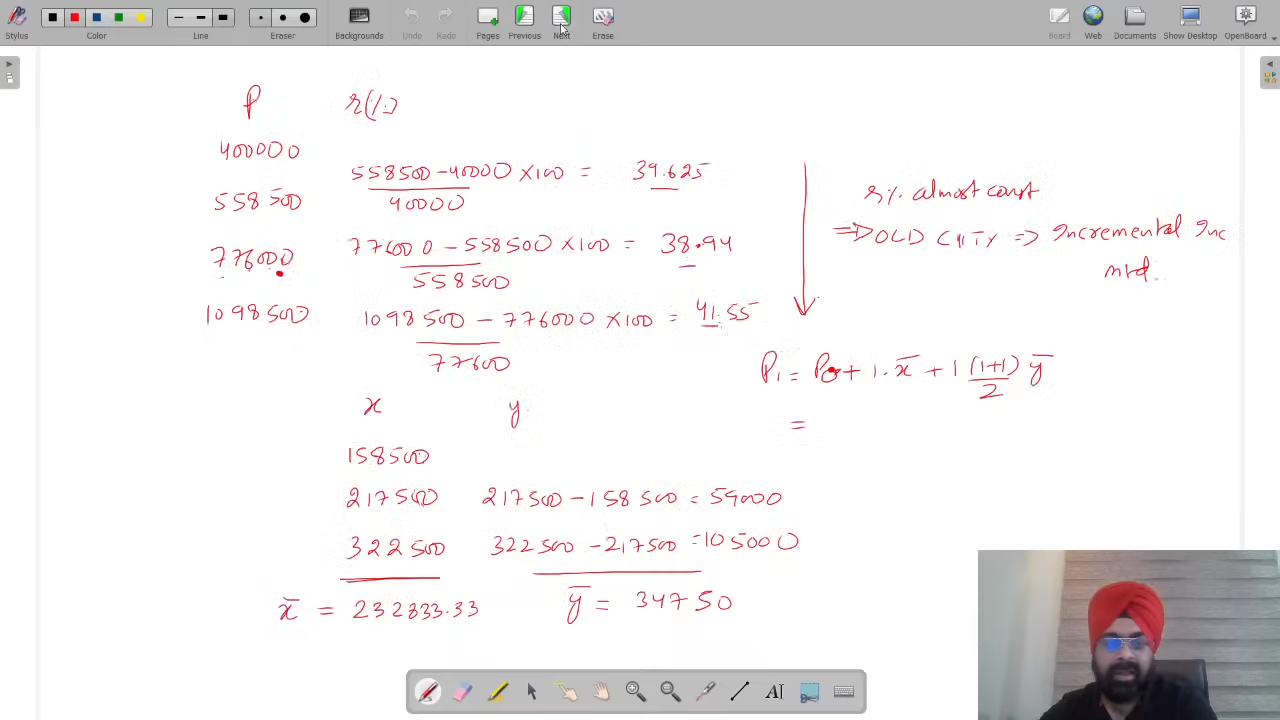 Stylus Color Line Eraser Backgrounds Undo Redo Pages Previous Next Erase Board Web Documents Show Desktop OpenBoard
P r(%)
400000
558500-40000 ×100 = 39.625
40000
558500
776000 - 558500 ×100 = 38.94
558500
776000
1098500 - 776000 ×100 = 41.55
77600
1098500
r% almost const
⇒ OLD CITY ⇒ Incremental Inc
mtd.
P₁ = P₀ + 1·x̄ + 1(1+1) ȳ
2
=
x y
158500
217500 217500 - 158500 = 59000
322500 322500 - 217500 = 105000
x̄ = 232833.33 ȳ = 34750